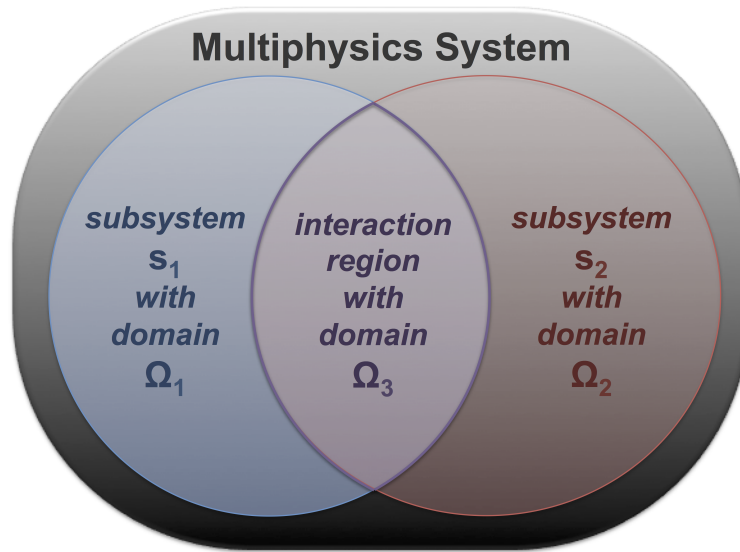 Multiphysics System
subsystem
s₁
with
domain
Ω₁
interaction
region
with
domain
Ω₃
subsystem
s₂
with
domain
Ω₂